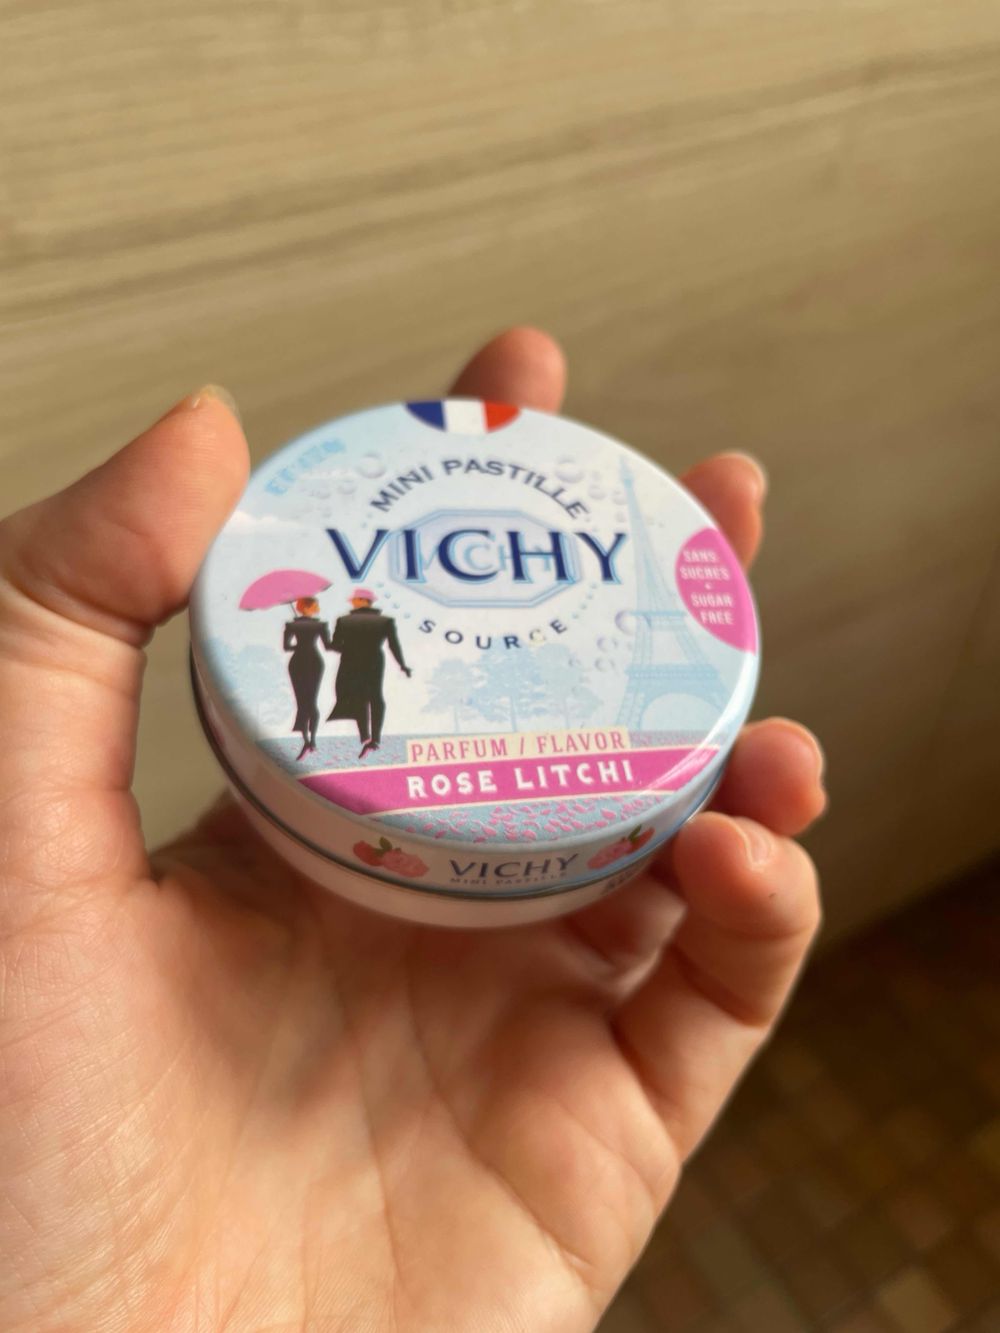 MINI PASTILLE
VICHY
SOURCE
SANS
SUCRES
•
SUGAR
FREE
PARFUM / FLAVOR
ROSE LITCHI
VICHY
MINI PASTILLE